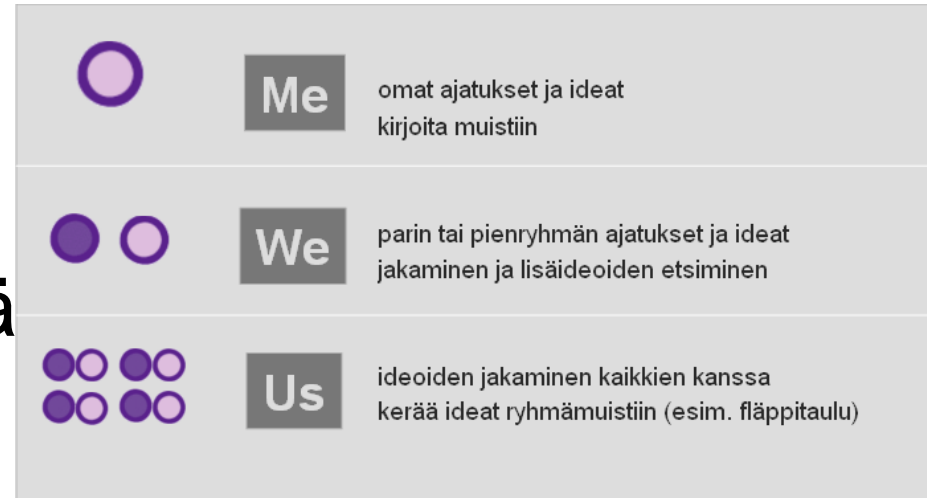 Me
omat ajatukset ja ideat
kirjoita muistiin
We
parin tai pienryhmän ajatukset ja ideat
jakaminen ja lisäideoiden etsiminen
ä
Us
ideoiden jakaminen kaikkien kanssa
kerää ideat ryhmämuistiin (esim. fläppitaulu)